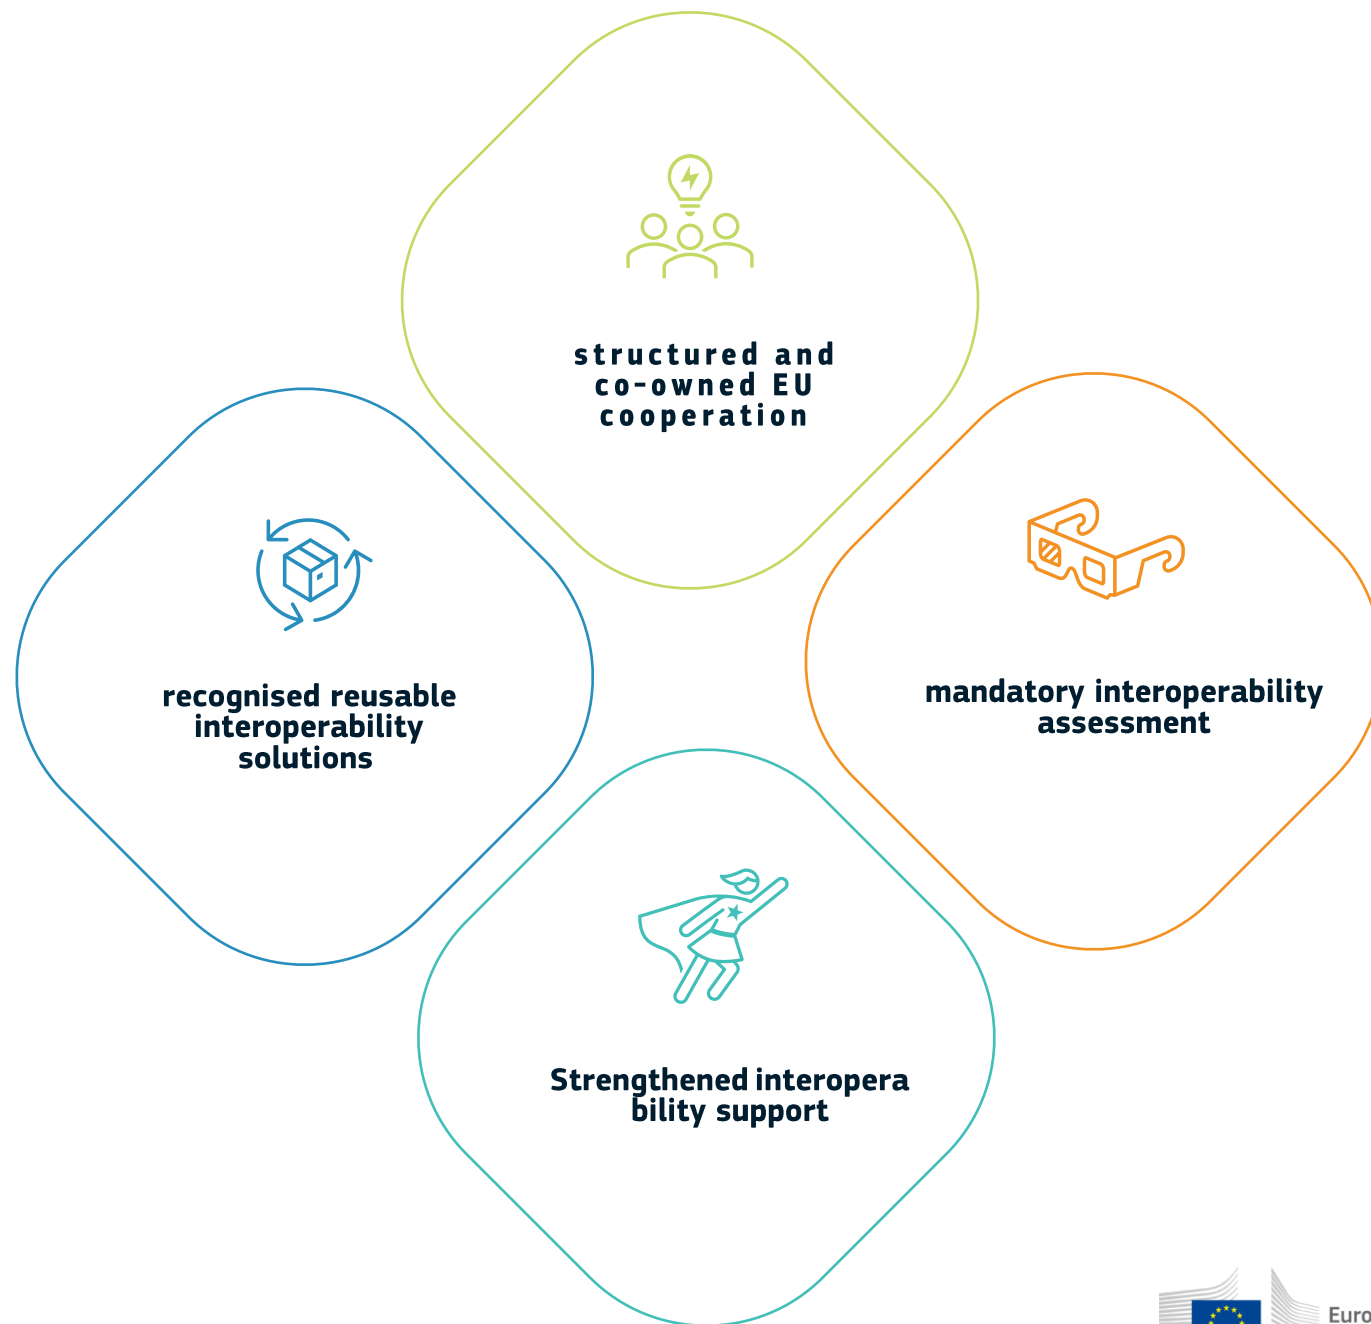 structured and
co-owned EU
cooperation
recognised reusable
interoperability
solutions
mandatory interoperability
assessment
Strengthened interopera
bility support
Euro